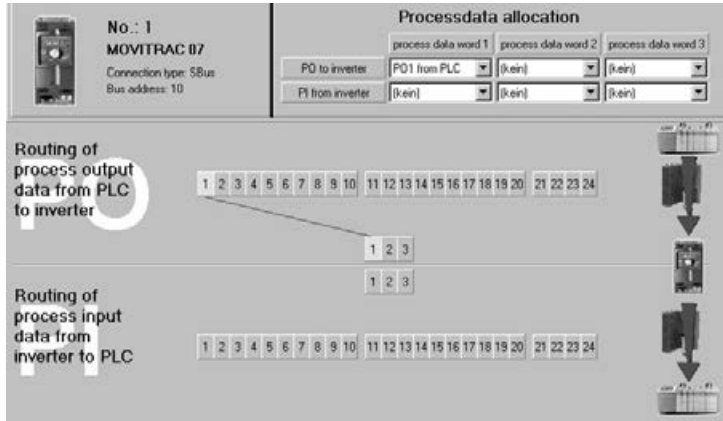 No.: 1
MOVITRAC 07
Connection type: SBus
Bus address: 10
Processdata allocation
process data word 1 process data word 2 process data word 3
PO to inverter PO1 from PLC (kein) (kein)
PI from inverter (kein) (kein) (kein)
PO
Routing of
process output
data from PLC
to inverter
1 2 3 4 5 6 7 8 9 10 11 12 13 14 15 16 17 18 19 20 21 22 23 24
1 2 3
1 2 3
PI
Routing of
process input
data from
inverter to PLC
1 2 3 4 5 6 7 8 9 10 11 12 13 14 15 16 17 18 19 20 21 22 23 24